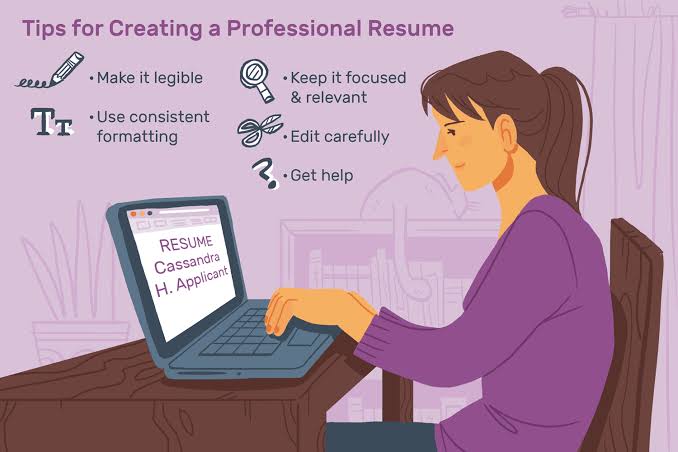 Tips for Creating a Professional Resume
• Make it legible
• Use consistent
formatting
• Keep it focused
& relevant
• Edit carefully
• Get help
Tт
?
RESUME
Cassandra
H. Applicant